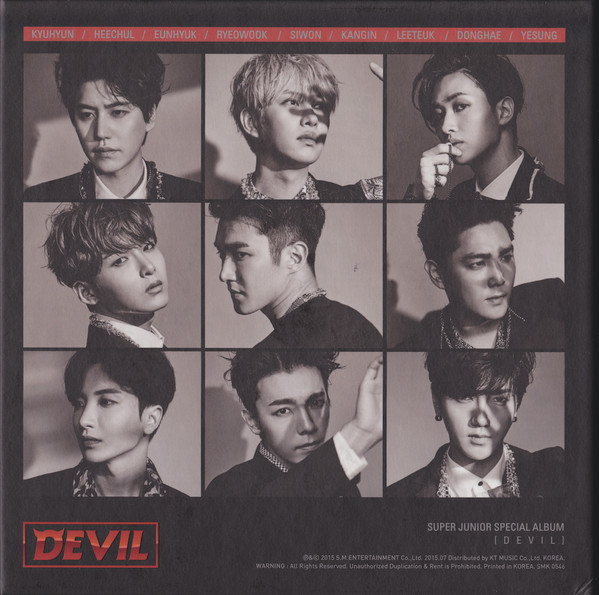 KYUHYUN / HEECHUL / EUNHYUK / RYEOWOOK / SIWON / KANGIN / LEETEUK / DONGHAE / YESUNG
DEVIL
SUPER JUNIOR SPECIAL ALBUM
[ DEVIL ]
℗&© 2015 S.M.ENTERTAINMENT Co.,Ltd. 2015.07 Distributed by KT MUSIC Co.,Ltd. KOREA.
WARNING : All Rights Reserved. Unauthorized Duplication & Rent is Prohibited. Printed in KOREA. SMK 0546